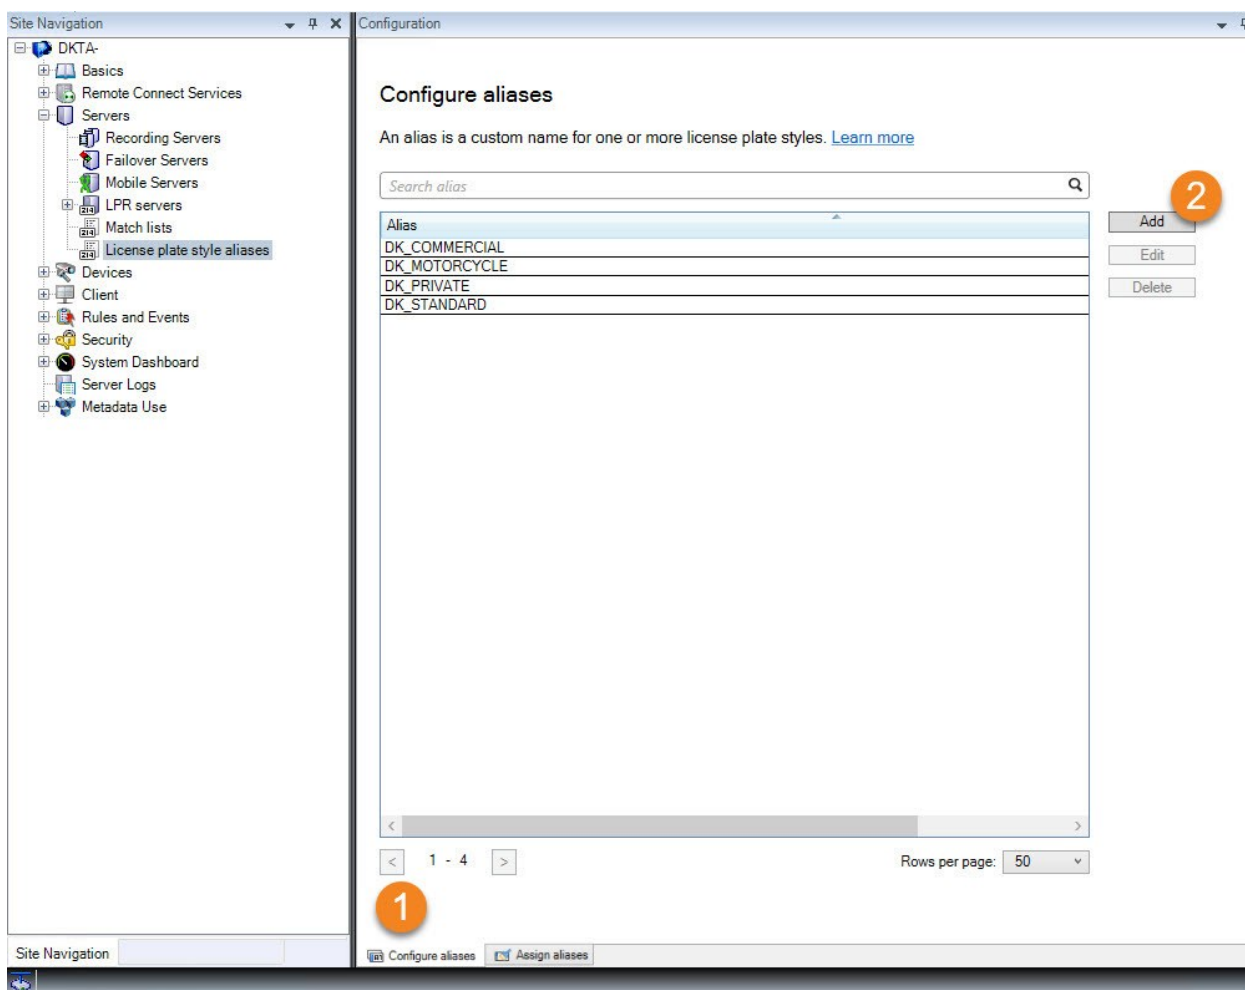 Site Navigation
DKTA-
Basics
Remote Connect Services
Servers
Recording Servers
Failover Servers
Mobile Servers
LPR servers
Match lists
License plate style aliases
Devices
Client
Rules and Events
Security
System Dashboard
Server Logs
Metadata Use
Site Navigation
Configuration
Configure aliases
An alias is a custom name for one or more license plate styles. Learn more
Search alias
2
Alias
Add
DK_COMMERCIAL
Edit
DK_MOTORCYCLE
DK_PRIVATE
Delete
DK_STANDARD
< 1 - 4 > Rows per page: 50
1
Configure aliases Assign aliases